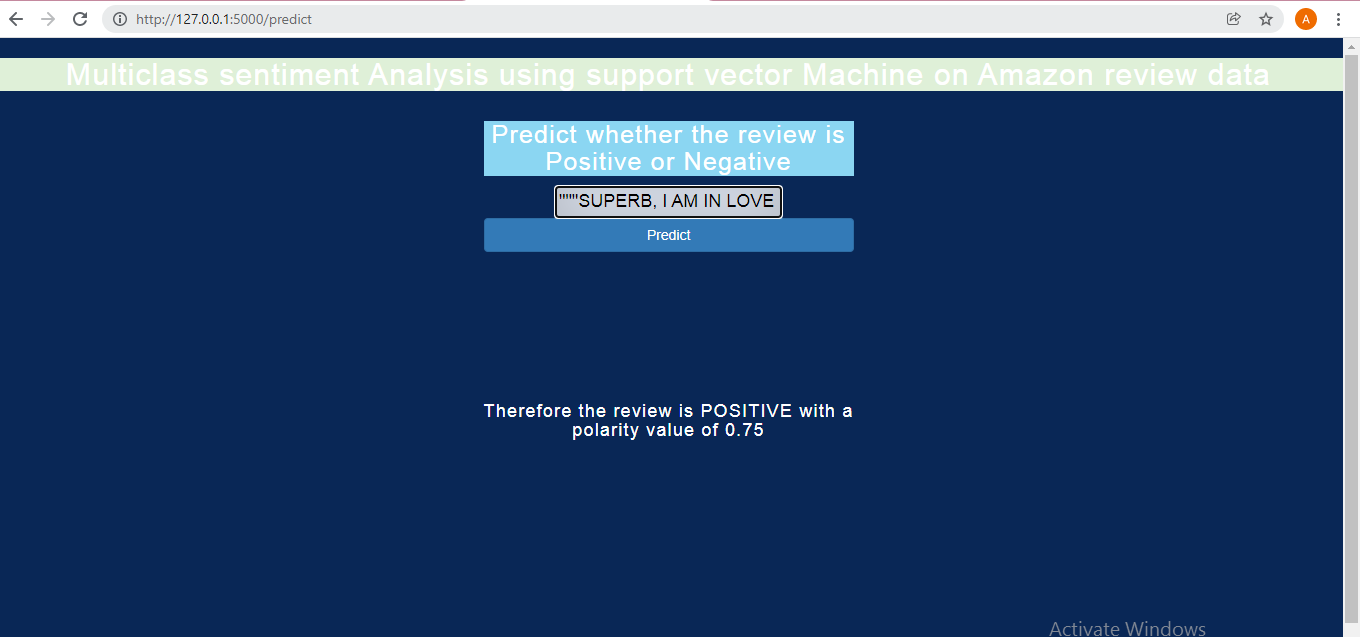 http://127.0.0.1:5000/predict
A
Multiclass sentiment Analysis using support vector Machine on Amazon review data
Predict whether the review is
Positive or Negative
"""SUPERB, I AM IN LOVE
Predict
Therefore the review is POSITIVE with a
polarity value of 0.75
Activate Windows